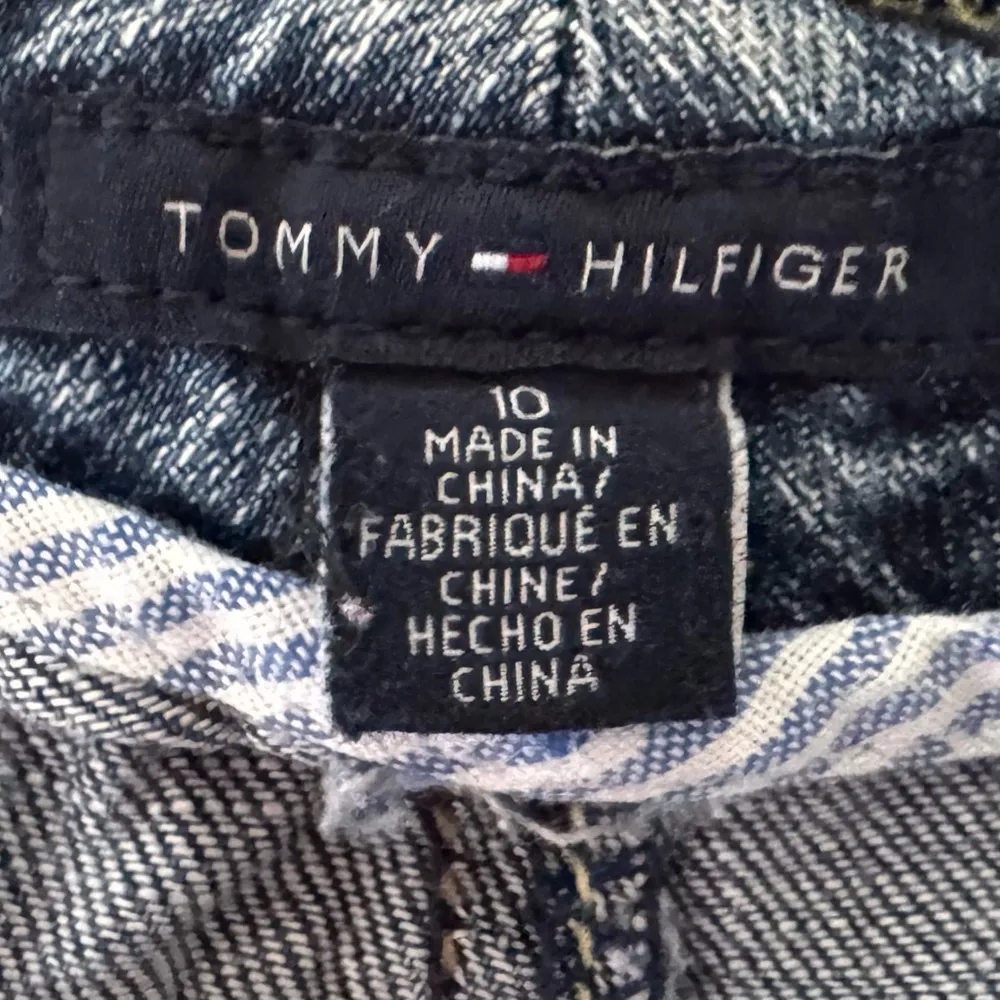 TOMMY HILFIGER
10
MADE IN
CHINA/
FABRIQUÉ EN
CHINE/
HECHO EN
CHINA